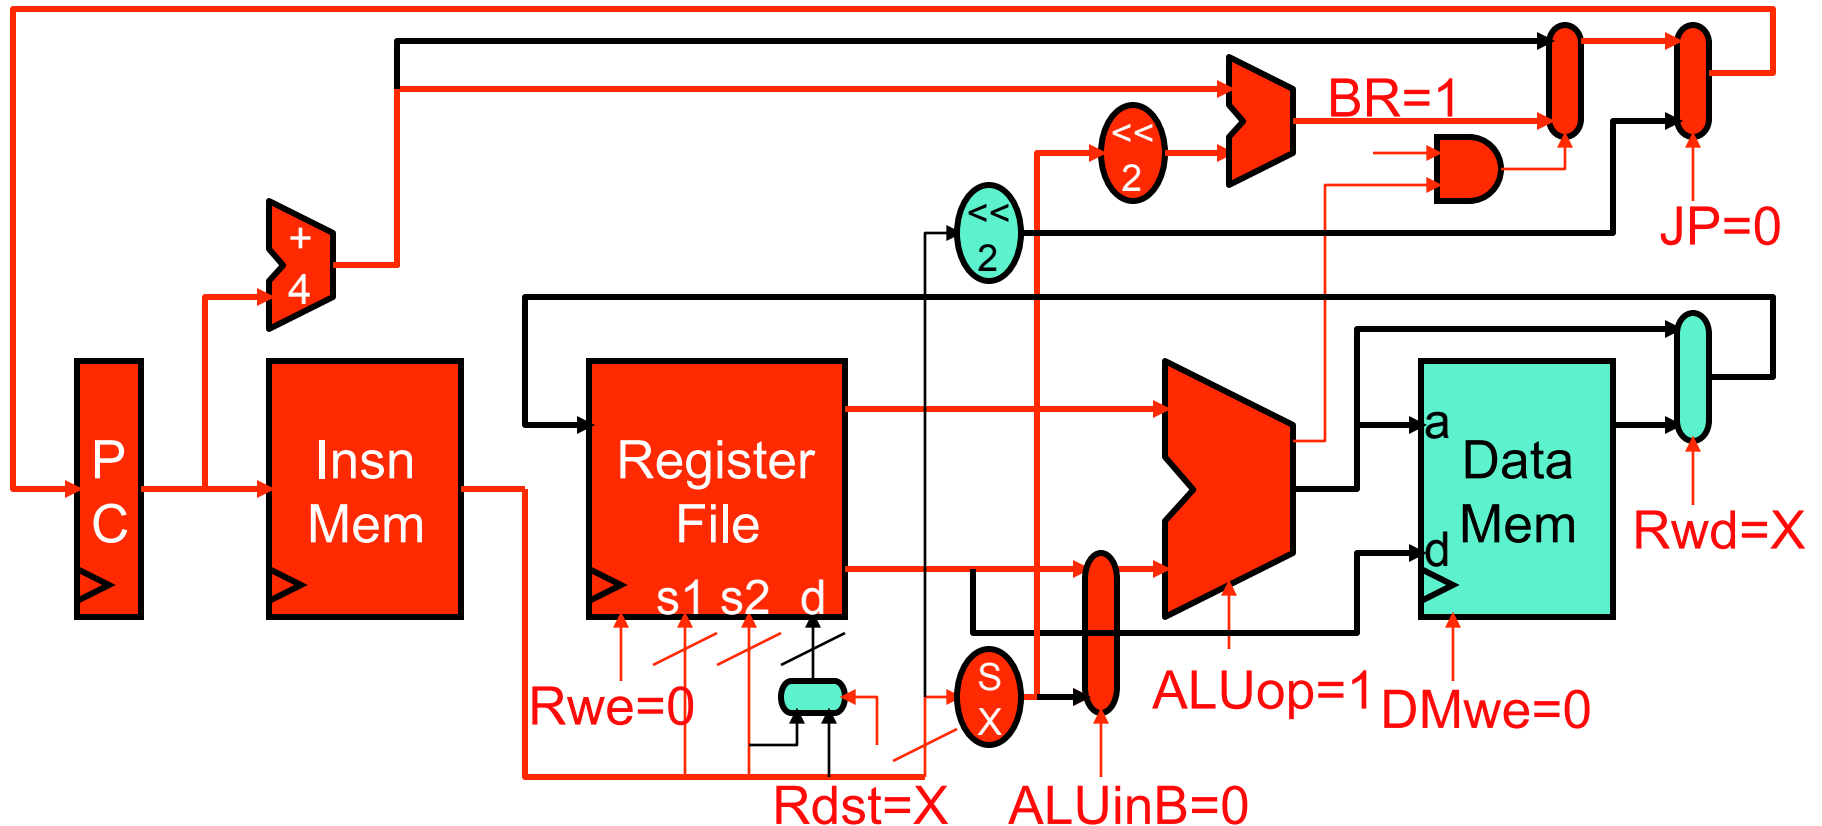 BR=1
<<
2
<<
2
JP=0
+
4
P
C
Insn
Mem
Register
File
s1 s2 d
a
d
Data
Mem
Rwd=X
Rwe=0
S
X
ALUop=1
DMwe=0
Rdst=X
ALUinB=0